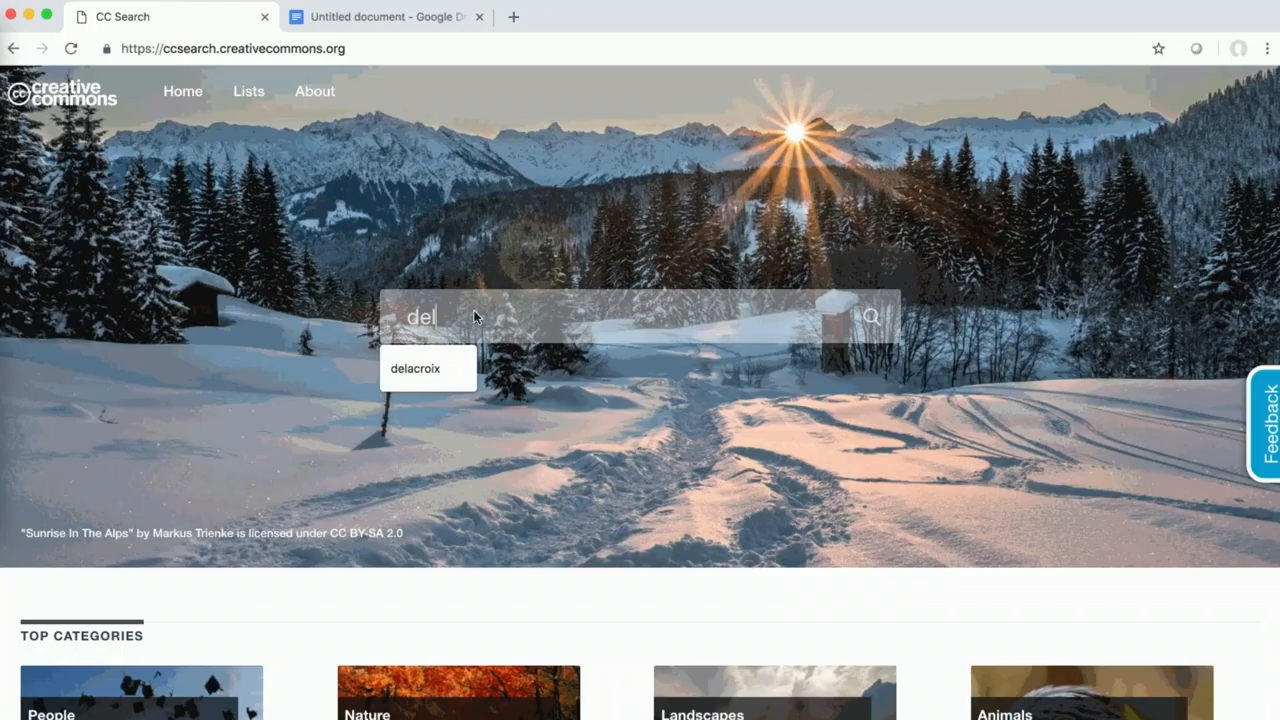 CC Search
Untitled document - Google D
https://ccsearch.creativecommons.org
cc creative commons
Home
Lists
About
del
delacroix
Feedback
"Sunrise In The Alps" by Markus Trienke is licensed under CC BY-SA 2.0
TOP CATEGORIES
People
Nature
Landscapes
Animals